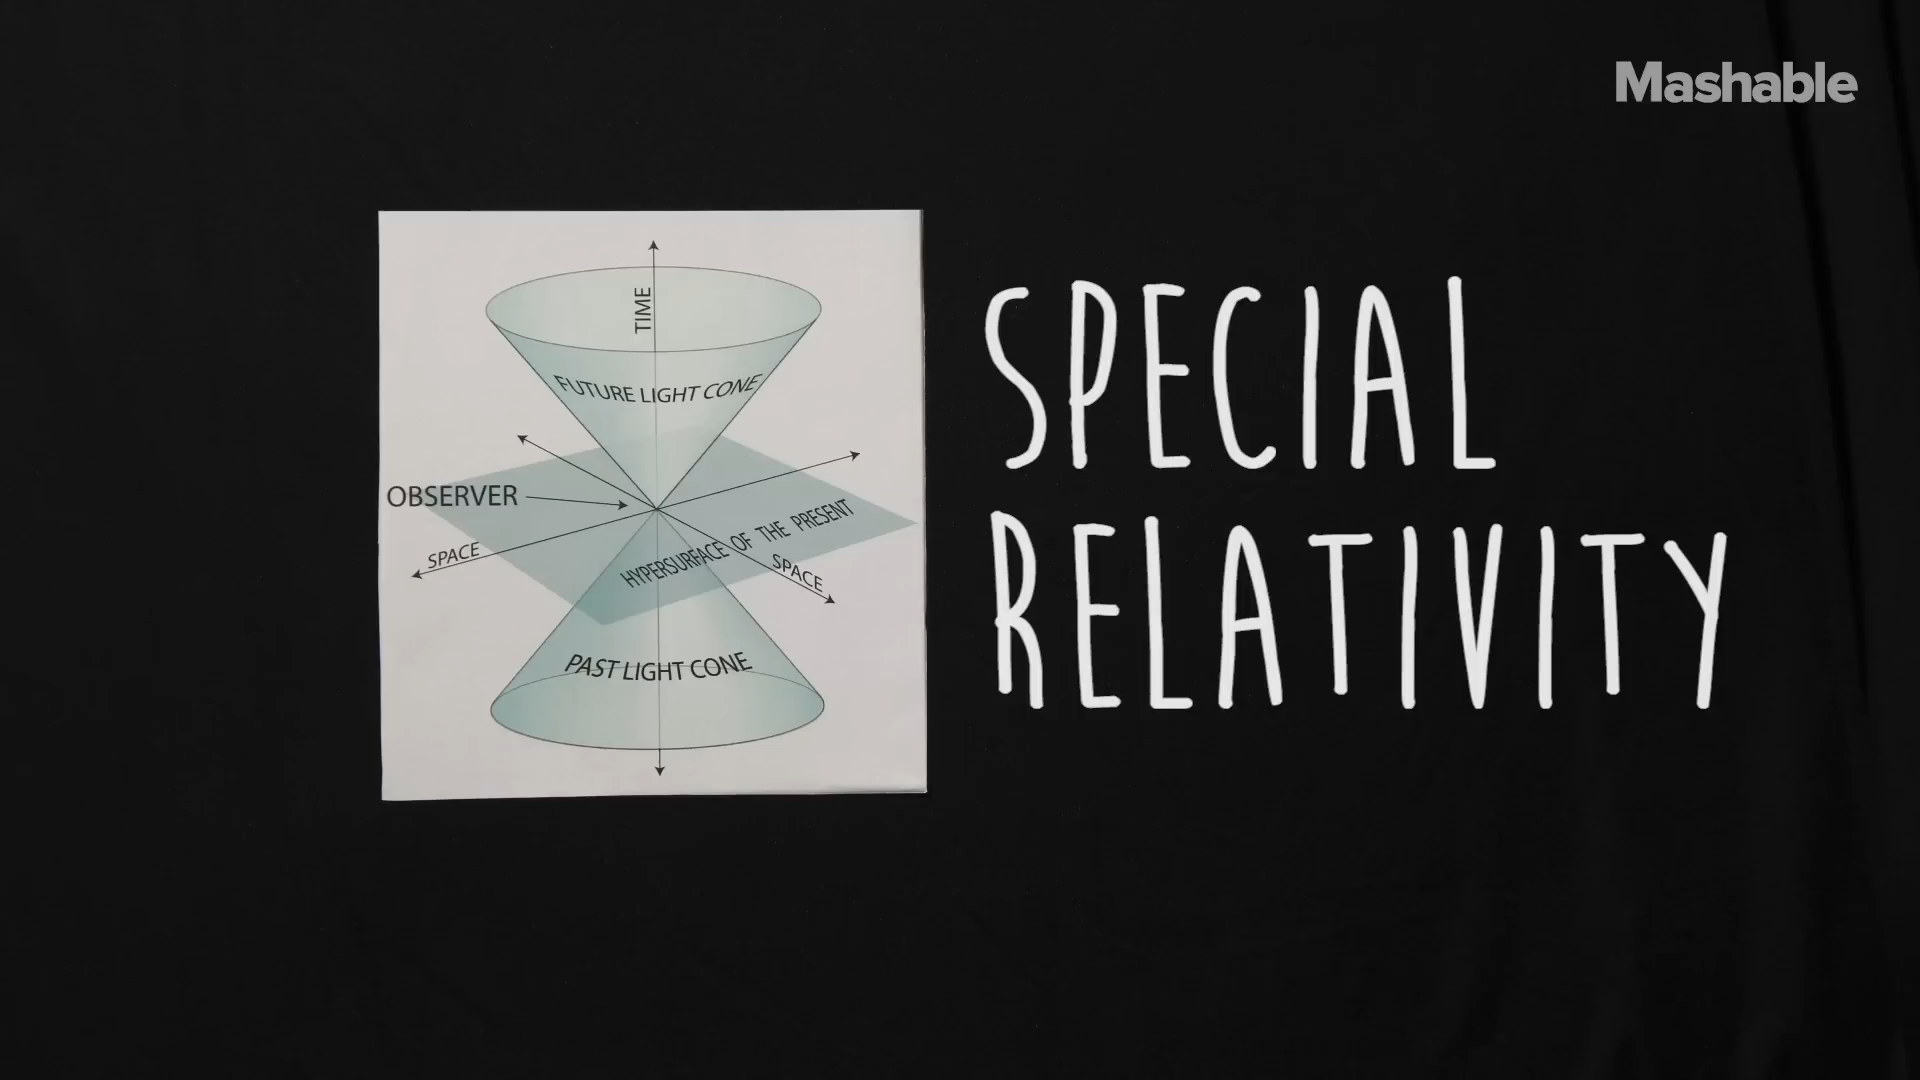 Mashable
TIME
FUTURE LIGHT CONE
OBSERVER
SPACE
HYPERSURFACE OF THE PRESENT
SPACE
PAST LIGHT CONE
SPECIAL
RELATIVITY